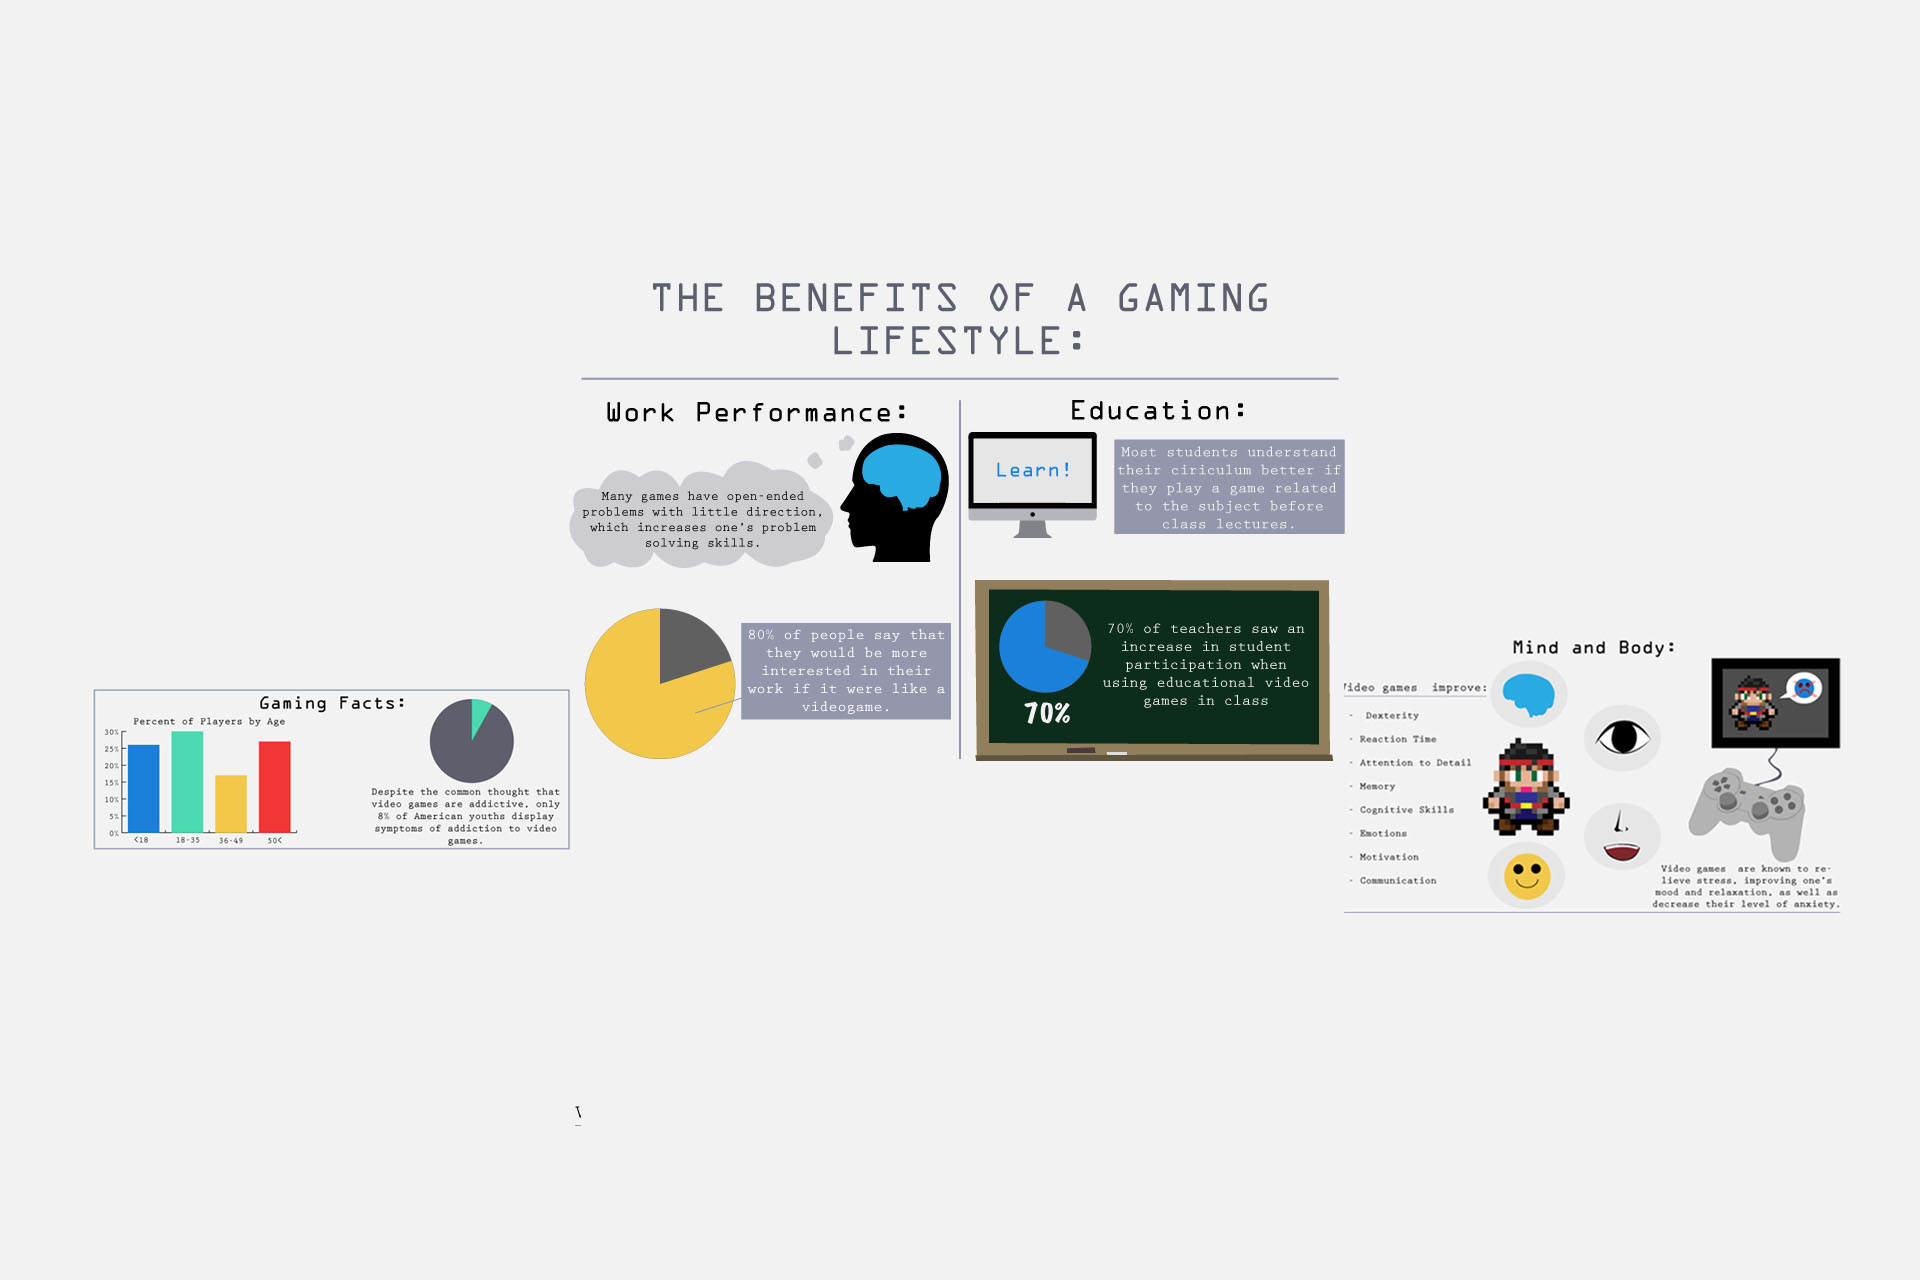 THE BENEFITS OF A GAMING
LIFESTYLE:
Work Performance:
Many games have open-ended
problems with little direction,
which increases one's problem
solving skills.
80% of people say that
they would be more
interested in their
work if it were like a
videogame.
Education:
Learn!
Most students understand
their ciriculum better if
they play a game related
to the subject before
class lectures.
70% of teachers saw an
increase in student
participation when
using educational video
games in class
70%
Gaming Facts:
Percent of Players by Age
30%
25%
20%
15%
10%
5%
0%
<18
18-35
36-49
50<
Despite the common thought that
video games are addictive, only
8% of American youths display
symptoms of addiction to video
games.
Mind and Body:
Video games improve:
- Dexterity
- Reaction Time
- Attention to Detail
- Memory
- Cognitive Skills
- Emotions
- Motivation
- Communication
Video games are known to re-
lieve stress, improving one's
mood and relaxation, as well as
decrease their level of anxiety.